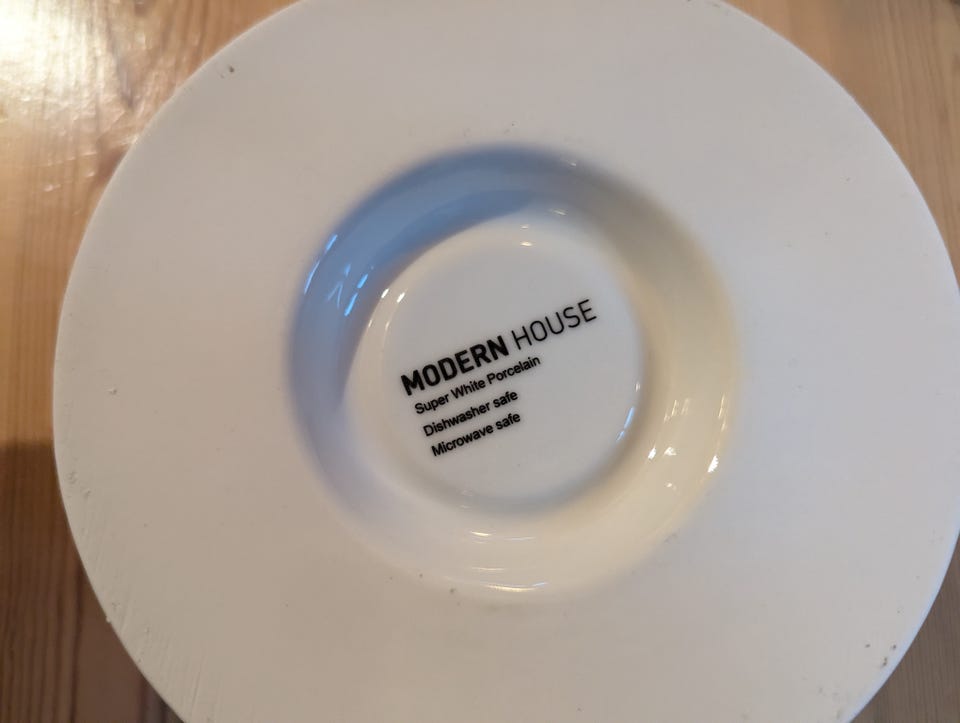 MODERN HOUSE
Super White Porcelain
Dishwasher safe
Microwave safe